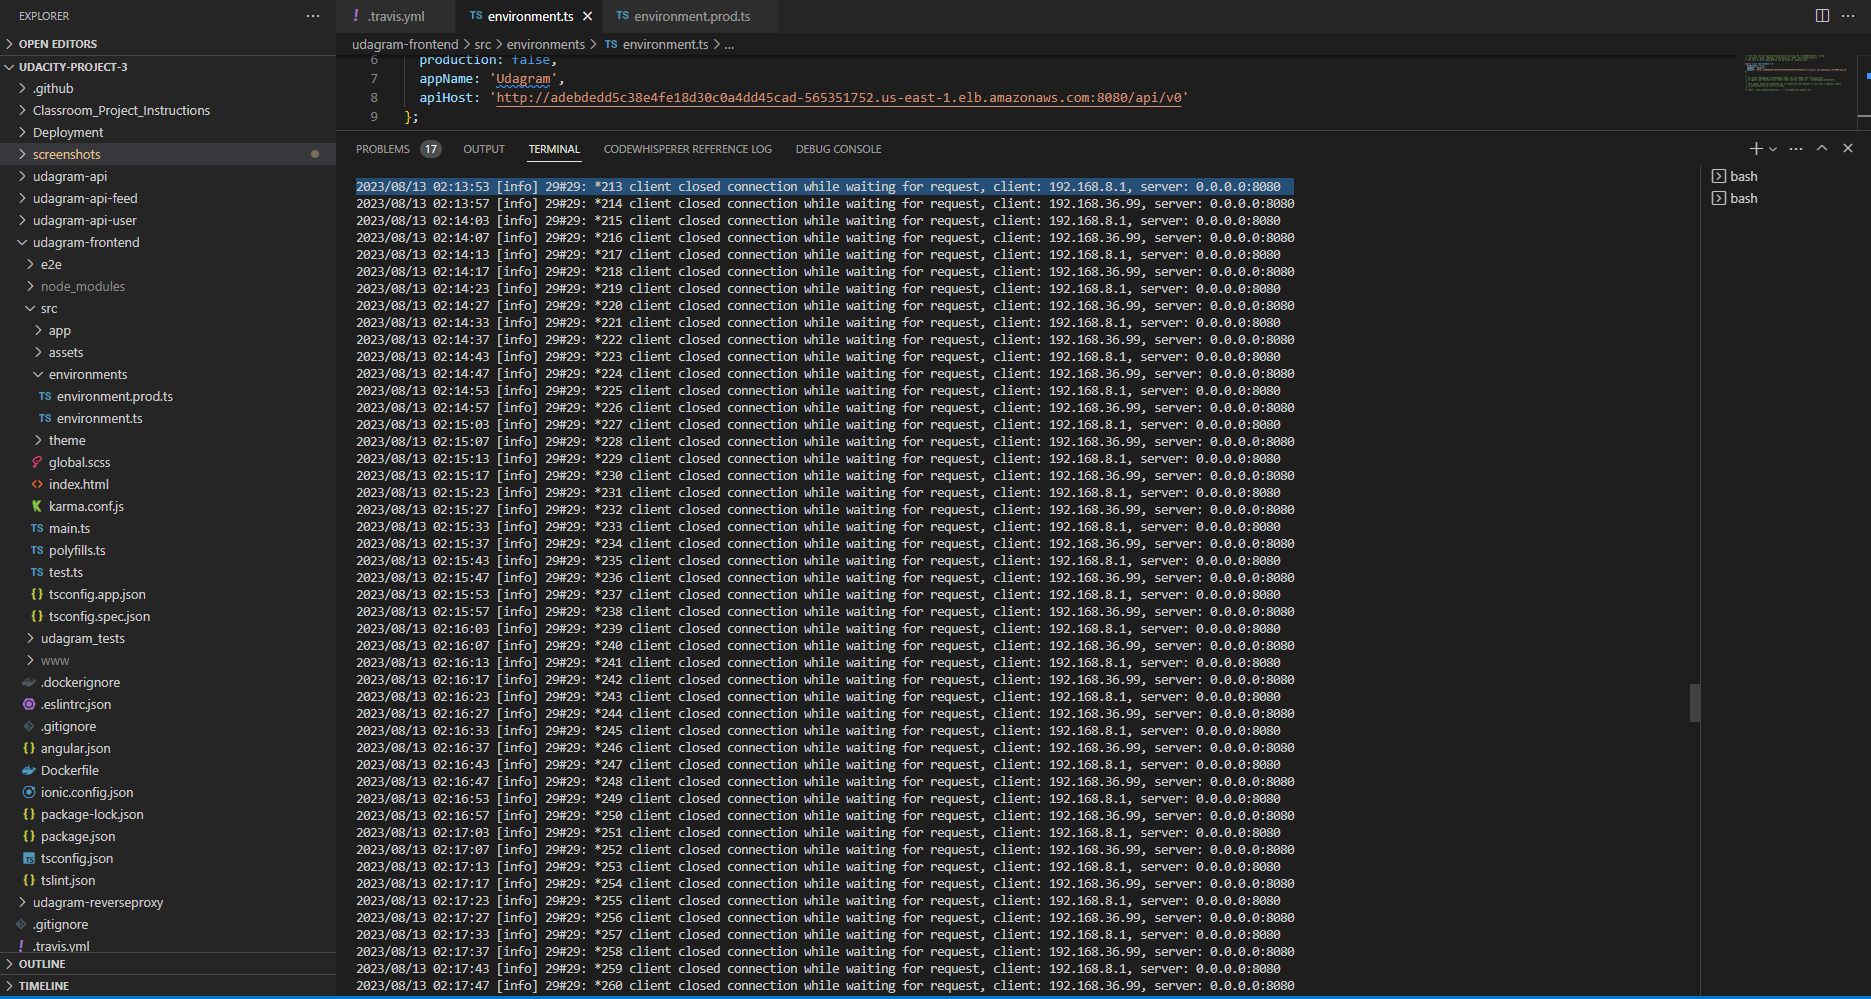 EXPLORER
OPEN EDITORS
UDACITY-PROJECT-3
.github
Classroom_Project_Instructions
Deployment
screenshots
udagram-api
udagram-api-feed
udagram-api-user
udagram-frontend
e2e
node_modules
src
app
assets
environments
TS environment.prod.ts
TS environment.ts
theme
global.scss
index.html
karma.conf.js
TS main.ts
TS polyfills.ts
TS test.ts
{} tsconfig.app.json
{} tsconfig.spec.json
udagram_tests
www
.dockerignore
.eslintrc.json
.gitignore
{} angular.json
Dockerfile
ionic.config.json
{} package-lock.json
{} package.json
TS tsconfig.json
{} tslint.json
udagram-reverseproxy
.gitignore
! .travis.yml
OUTLINE
TIMELINE
! .travis.yml
TS environment.ts
TS environment.prod.ts
udagram-frontend > src > environments > TS environment.ts > ...
6 production: false,
7 appName: 'Udagram',
8 apiHost: 'http://adebdedd5c38e4fe18d30c0a4dd45cad-565351752.us-east-1.elb.amazonaws.com:8080/api/v0'
9 };
PROBLEMS 17 OUTPUT TERMINAL CODEWHISPERER REFERENCE LOG DEBUG CONSOLE
2023/08/13 02:13:53 [info] 29#29: *213 client closed connection while waiting for request, client: 192.168.8.1, server: 0.0.0.0:8080
2023/08/13 02:13:57 [info] 29#29: *214 client closed connection while waiting for request, client: 192.168.36.99, server: 0.0.0.0:8080
2023/08/13 02:14:03 [info] 29#29: *215 client closed connection while waiting for request, client: 192.168.8.1, server: 0.0.0.0:8080
2023/08/13 02:14:07 [info] 29#29: *216 client closed connection while waiting for request, client: 192.168.36.99, server: 0.0.0.0:8080
2023/08/13 02:14:13 [info] 29#29: *217 client closed connection while waiting for request, client: 192.168.8.1, server: 0.0.0.0:8080
2023/08/13 02:14:17 [info] 29#29: *218 client closed connection while waiting for request, client: 192.168.36.99, server: 0.0.0.0:8080
2023/08/13 02:14:23 [info] 29#29: *219 client closed connection while waiting for request, client: 192.168.8.1, server: 0.0.0.0:8080
2023/08/13 02:14:27 [info] 29#29: *220 client closed connection while waiting for request, client: 192.168.36.99, server: 0.0.0.0:8080
2023/08/13 02:14:33 [info] 29#29: *221 client closed connection while waiting for request, client: 192.168.8.1, server: 0.0.0.0:8080
2023/08/13 02:14:37 [info] 29#29: *222 client closed connection while waiting for request, client: 192.168.36.99, server: 0.0.0.0:8080
2023/08/13 02:14:43 [info] 29#29: *223 client closed connection while waiting for request, client: 192.168.8.1, server: 0.0.0.0:8080
2023/08/13 02:14:47 [info] 29#29: *224 client closed connection while waiting for request, client: 192.168.36.99, server: 0.0.0.0:8080
2023/08/13 02:14:53 [info] 29#29: *225 client closed connection while waiting for request, client: 192.168.8.1, server: 0.0.0.0:8080
2023/08/13 02:14:57 [info] 29#29: *226 client closed connection while waiting for request, client: 192.168.36.99, server: 0.0.0.0:8080
2023/08/13 02:15:03 [info] 29#29: *227 client closed connection while waiting for request, client: 192.168.8.1, server: 0.0.0.0:8080
2023/08/13 02:15:07 [info] 29#29: *228 client closed connection while waiting for request, client: 192.168.36.99, server: 0.0.0.0:8080
2023/08/13 02:15:13 [info] 29#29: *229 client closed connection while waiting for request, client: 192.168.8.1, server: 0.0.0.0:8080
2023/08/13 02:15:17 [info] 29#29: *230 client closed connection while waiting for request, client: 192.168.36.99, server: 0.0.0.0:8080
2023/08/13 02:15:23 [info] 29#29: *231 client closed connection while waiting for request, client: 192.168.8.1, server: 0.0.0.0:8080
2023/08/13 02:15:27 [info] 29#29: *232 client closed connection while waiting for request, client: 192.168.36.99, server: 0.0.0.0:8080
2023/08/13 02:15:33 [info] 29#29: *233 client closed connection while waiting for request, client: 192.168.8.1, server: 0.0.0.0:8080
2023/08/13 02:15:37 [info] 29#29: *234 client closed connection while waiting for request, client: 192.168.36.99, server: 0.0.0.0:8080
2023/08/13 02:15:43 [info] 29#29: *235 client closed connection while waiting for request, client: 192.168.8.1, server: 0.0.0.0:8080
2023/08/13 02:15:47 [info] 29#29: *236 client closed connection while waiting for request, client: 192.168.36.99, server: 0.0.0.0:8080
2023/08/13 02:15:53 [info] 29#29: *237 client closed connection while waiting for request, client: 192.168.8.1, server: 0.0.0.0:8080
2023/08/13 02:15:57 [info] 29#29: *238 client closed connection while waiting for request, client: 192.168.36.99, server: 0.0.0.0:8080
2023/08/13 02:16:03 [info] 29#29: *239 client closed connection while waiting for request, client: 192.168.8.1, server: 0.0.0.0:8080
2023/08/13 02:16:07 [info] 29#29: *240 client closed connection while waiting for request, client: 192.168.36.99, server: 0.0.0.0:8080
2023/08/13 02:16:13 [info] 29#29: *241 client closed connection while waiting for request, client: 192.168.8.1, server: 0.0.0.0:8080
2023/08/13 02:16:17 [info] 29#29: *242 client closed connection while waiting for request, client: 192.168.36.99, server: 0.0.0.0:8080
2023/08/13 02:16:23 [info] 29#29: *243 client closed connection while waiting for request, client: 192.168.8.1, server: 0.0.0.0:8080
2023/08/13 02:16:27 [info] 29#29: *244 client closed connection while waiting for request, client: 192.168.36.99, server: 0.0.0.0:8080
2023/08/13 02:16:33 [info] 29#29: *245 client closed connection while waiting for request, client: 192.168.8.1, server: 0.0.0.0:8080
2023/08/13 02:16:37 [info] 29#29: *246 client closed connection while waiting for request, client: 192.168.36.99, server: 0.0.0.0:8080
2023/08/13 02:16:43 [info] 29#29: *247 client closed connection while waiting for request, client: 192.168.8.1, server: 0.0.0.0:8080
2023/08/13 02:16:47 [info] 29#29: *248 client closed connection while waiting for request, client: 192.168.36.99, server: 0.0.0.0:8080
2023/08/13 02:16:53 [info] 29#29: *249 client closed connection while waiting for request, client: 192.168.8.1, server: 0.0.0.0:8080
2023/08/13 02:16:57 [info] 29#29: *250 client closed connection while waiting for request, client: 192.168.36.99, server: 0.0.0.0:8080
2023/08/13 02:17:03 [info] 29#29: *251 client closed connection while waiting for request, client: 192.168.8.1, server: 0.0.0.0:8080
2023/08/13 02:17:07 [info] 29#29: *252 client closed connection while waiting for request, client: 192.168.36.99, server: 0.0.0.0:8080
2023/08/13 02:17:13 [info] 29#29: *253 client closed connection while waiting for request, client: 192.168.8.1, server: 0.0.0.0:8080
2023/08/13 02:17:17 [info] 29#29: *254 client closed connection while waiting for request, client: 192.168.36.99, server: 0.0.0.0:8080
2023/08/13 02:17:23 [info] 29#29: *255 client closed connection while waiting for request, client: 192.168.8.1, server: 0.0.0.0:8080
2023/08/13 02:17:27 [info] 29#29: *256 client closed connection while waiting for request, client: 192.168.36.99, server: 0.0.0.0:8080
2023/08/13 02:17:33 [info] 29#29: *257 client closed connection while waiting for request, client: 192.168.8.1, server: 0.0.0.0:8080
2023/08/13 02:17:37 [info] 29#29: *258 client closed connection while waiting for request, client: 192.168.36.99, server: 0.0.0.0:8080
2023/08/13 02:17:43 [info] 29#29: *259 client closed connection while waiting for request, client: 192.168.8.1, server: 0.0.0.0:8080
2023/08/13 02:17:47 [info] 29#29: *260 client closed connection while waiting for request, client: 192.168.36.99, server: 0.0.0.0:8080
bash
bash